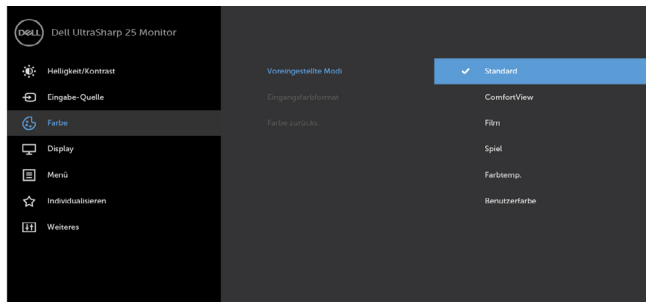 DELL Dell UltraSharp 25 Monitor
Helligkeit/Kontrast
Eingabe-Quelle
Farbe
Display
Menü
Individualisieren
Weiteres
Voreingestellte Modi
Eingangsfarbformat
Farbe zurücks.
Standard
ComfortView
Film
Spiel
Farbtemp.
Benutzerfarbe